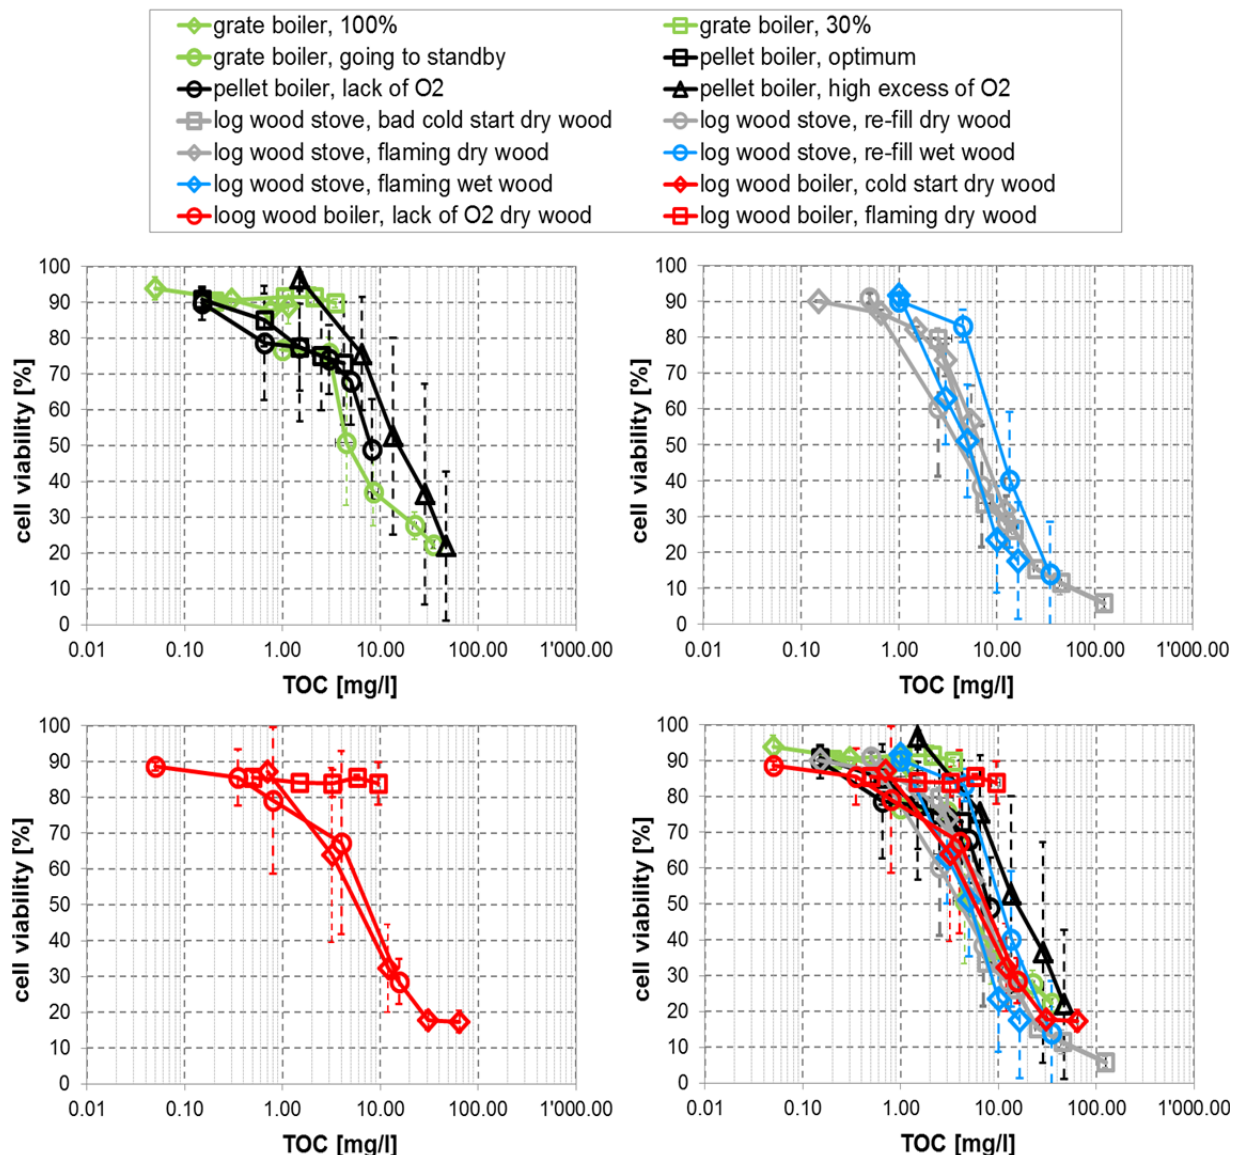 grate boiler, 100% grate boiler, 30%
grate boiler, going to standby pellet boiler, optimum
pellet boiler, lack of O2 pellet boiler, high excess of O2
log wood stove, bad cold start dry wood log wood stove, re-fill dry wood
log wood stove, flaming dry wood log wood stove, re-fill wet wood
log wood stove, flaming wet wood log wood boiler, cold start dry wood
loog wood boiler, lack of O2 dry wood log wood boiler, flaming dry wood
cell viability [%]
100
90
80
70
60
50
40
30
20
10
0
0.01 0.10 1.00 10.00 100.00 1'000.00
TOC [mg/l]
cell viability [%]
100
90
80
70
60
50
40
30
20
10
0
0.01 0.10 1.00 10.00 100.00 1'000.00
TOC [mg/l]
cell viability [%]
100
90
80
70
60
50
40
30
20
10
0
0.01 0.10 1.00 10.00 100.00 1'000.00
TOC [mg/l]
cell viability [%]
100
90
80
70
60
50
40
30
20
10
0
0.01 0.10 1.00 10.00 100.00 1'000.00
TOC [mg/l]